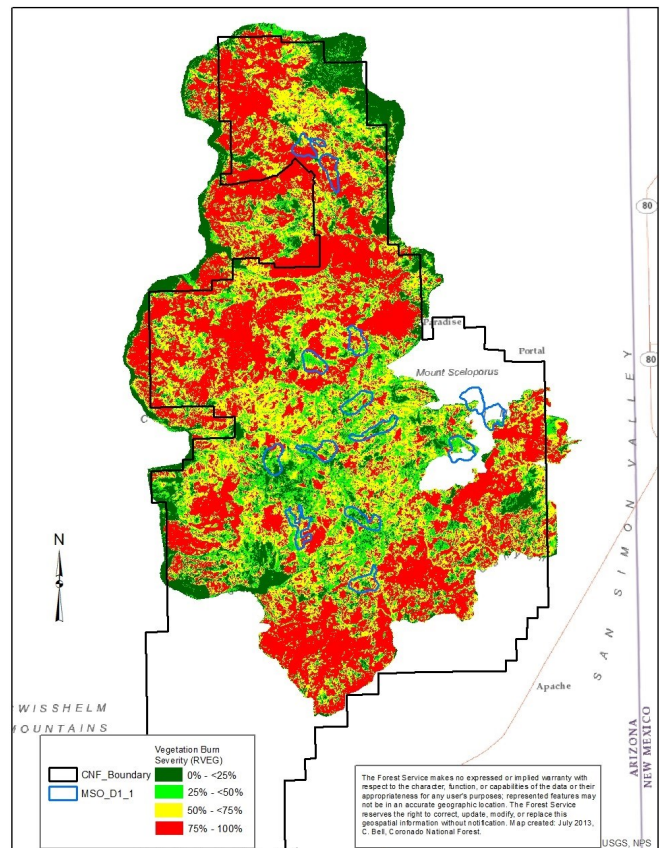 80
Paradise
Portal
80
Mount Sceloporus
C
SAN SIMON VALLEY
N
Apache
WISSHELM
MOUNTAINS
ARIZONA
NEW MEXICO
CNF_Boundary
MSO_D1_1
Vegetation Burn
Severity (RVEG)
0% - <25%
25% - <50%
50% - <75%
75% - 100%
The Forest Service makes no expressed or implied warranty with
respect to the character, function, or capabilities of the data or their
appropriateness for any user's purposes; represented features may
not be in an accurate geographic location. The Forest Service
reserves the right to correct, update, modify, or replace this
geospatial information without notification. Map created: July 2013,
C. Bell, Coronado National Forest.
USGS, NPS